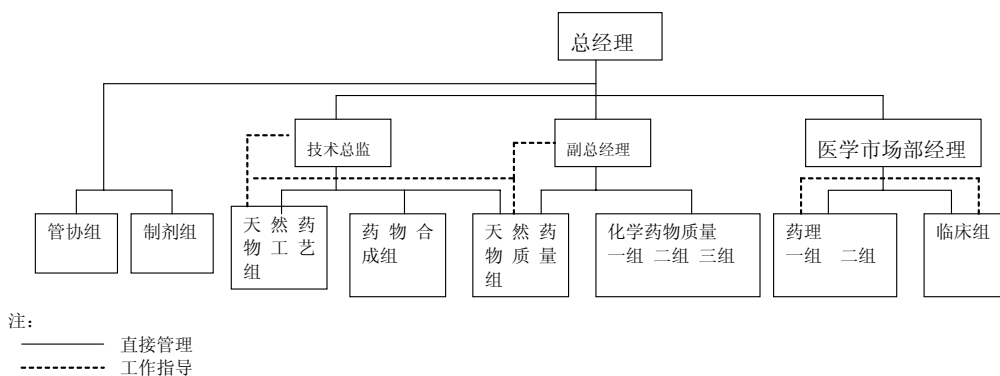 总经理
技术总监
副总经理
医学市场部经理
管协组
制剂组
天然药
物工艺
组
药物合
成组
天然药
物质量
组
化学药物质量
一组 二组 三组
药理
一组 二组
临床组
注：
直接管理
工作指导